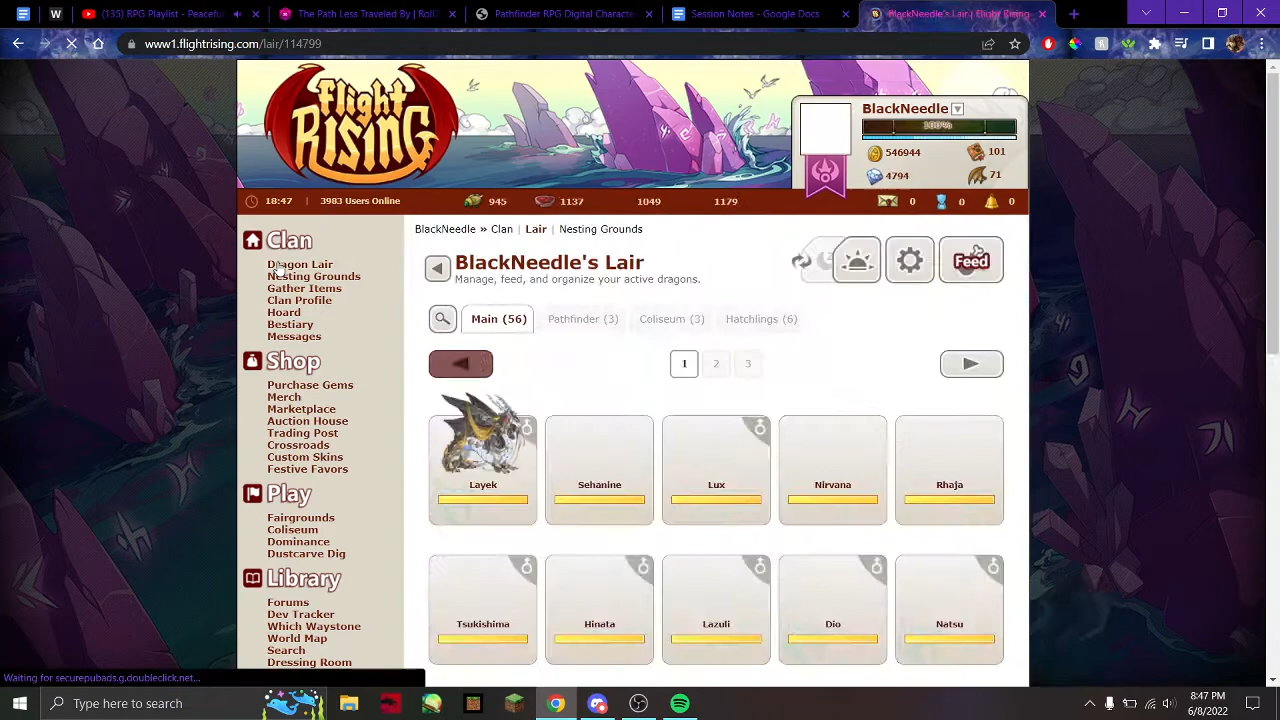 (135) RPG Playlist - Peaceful
The Path Less Traveled By | Roll2
Pathfinder RPG Digital Character
Session Notes - Google Docs
BlackNeedle's Lair | Flight Rising
www1.flightrising.com/lair/114799
Flight
RISING
BlackNeedle
100%
546944 101
4794 71
18:47 | 3983 Users Online 945 1137 1049 1179 0 0 0
Clan
Dragon Lair
Nesting Grounds
Gather Items
Clan Profile
Hoard
Bestiary
Messages
Shop
Purchase Gems
Merch
Marketplace
Auction House
Trading Post
Crossroads
Custom Skins
Festive Favors
Play
Fairgrounds
Coliseum
Dominance
Dustcarve Dig
Library
Forums
Dev Tracker
Which Waystone
World Map
Search
Dressing Room
BlackNeedle » Clan | Lair | Nesting Grounds
BlackNeedle's Lair
Manage, feed, and organize your active dragons.
Feed
Main (56) Pathfinder (3) Coliseum (3) Hatchlings (6)
1 2 3
Layek Sehanine Lux Nirvana Rhaja
Tsukishima Hinata Lazuli Dio Natsu
Waiting for securepubads.g.doubleclick.net...
Type here to search
8:47 PM
6/8/2022